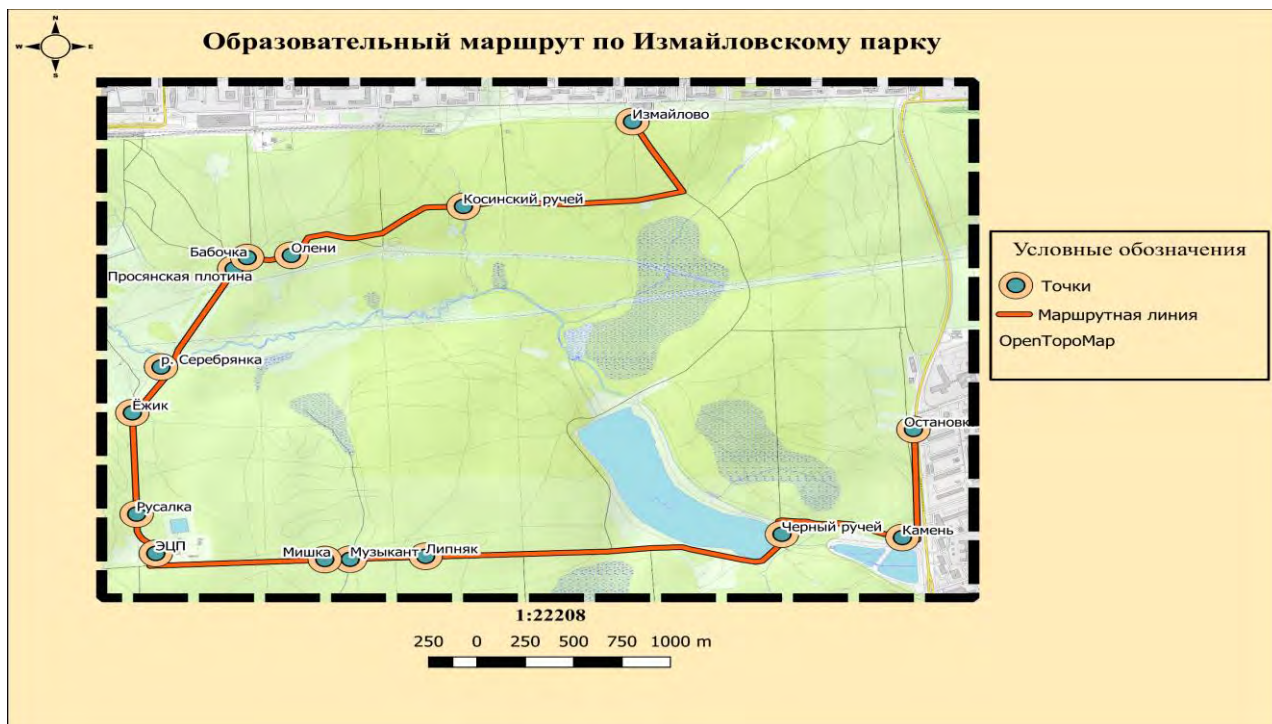 N
W E
S
Образовательный маршрут по Измайловскому парку
Измайлово
Косинский ручей
Олени
Бабочка
Просянская плотина
р. Серебрянка
Ёжик
Русалка
ЭЦП
Мишка
Музыкант
Липняк
Черный ручей
Камень
Остановк
Условные обозначения
Точки
Маршрутная линия
OpenTopoMap
1:22208
250 0 250 500 750 1000 m